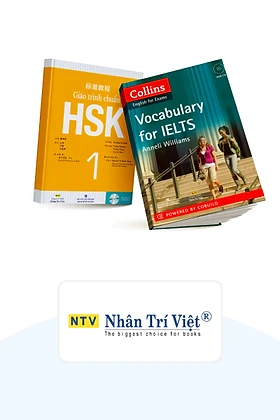 标准教程
Giáo trình chuẩn
HSK
1
Collins
English for Exams
Vocabulary
for IELTS
Anneli Williams
POWERED BY COBUILD
NTV
Nhân Trí Việt®
The biggest choice for books